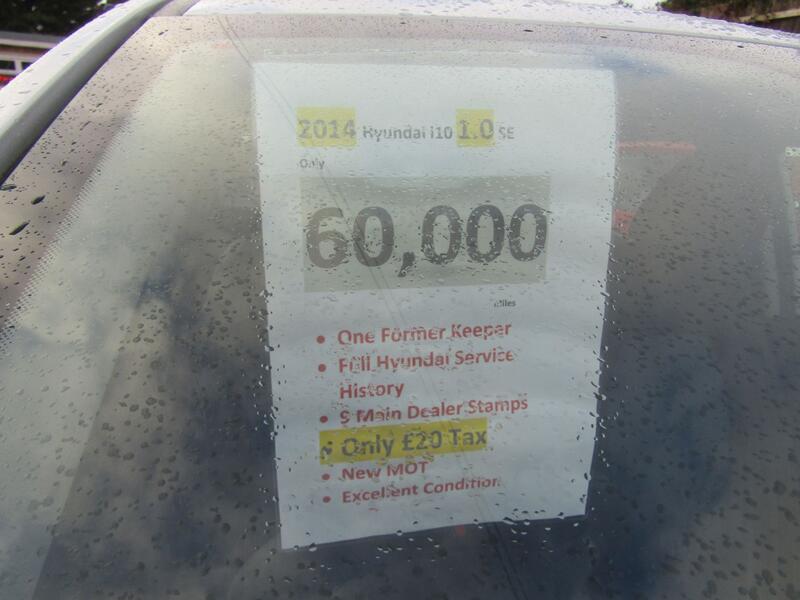 2014 Hyundai i10 1.0 SE
Only
60,000
miles
• One Former Keeper
• Full Hyundai Service
History
• 9 Main Dealer Stamps
• Only £20 Tax
• New MOT
• Excellent Condition